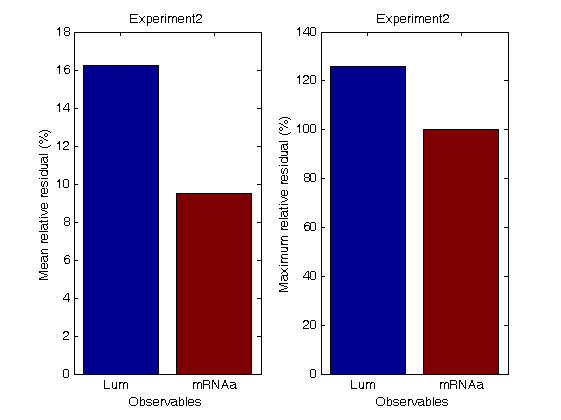 Experiment2
18
16
14
12
10
8
6
4
2
0
Mean relative residual (%)
Lum mRNAa
Observables
Experiment2
140
120
100
80
60
40
20
0
Maximum relative residual (%)
Lum mRNAa
Observables